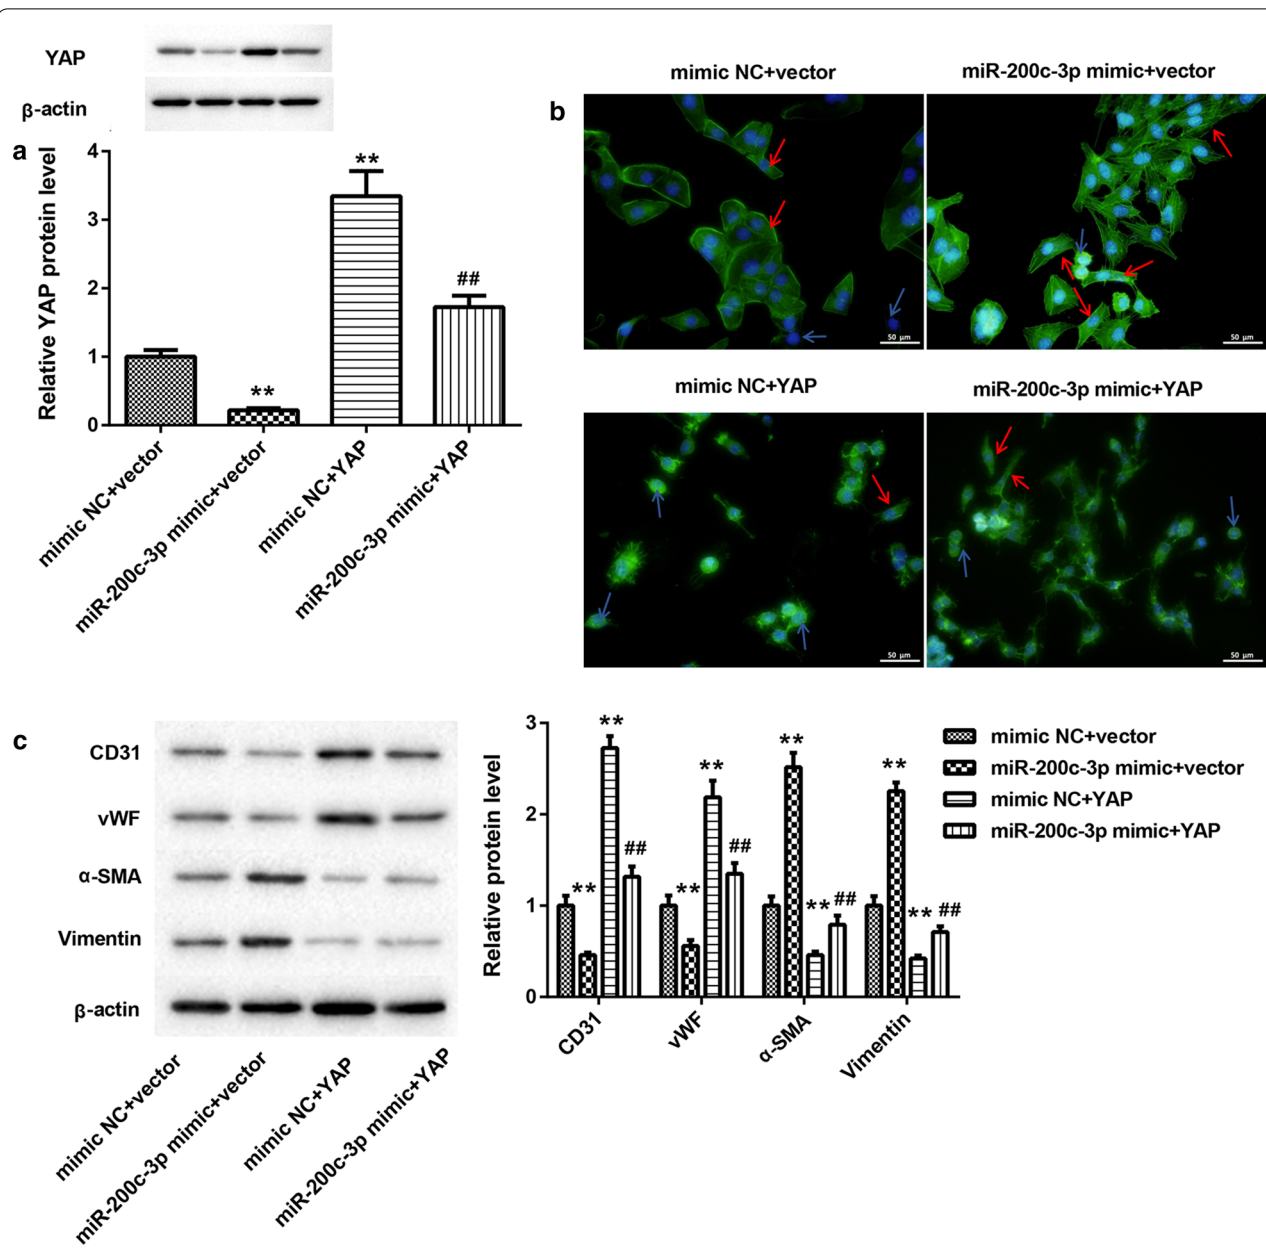 YAP
β-actin
a
Relative YAP protein level
4
3
2
1
0
**
**
##
mimic NC+vector
miR-200c-3p mimic+vector
mimic NC+YAP
miR-200c-3p mimic+YAP
b
mimic NC+vector
miR-200c-3p mimic+vector
50 μm
50 μm
mimic NC+YAP
miR-200c-3p mimic+YAP
50 μm
50 μm
c
CD31
vWF
α-SMA
Vimentin
β-actin
mimic NC+vector
miR-200c-3p mimic+vector
mimic NC+YAP
miR-200c-3p mimic+YAP
Relative protein level
3
2
1
0
**
**
##
**
**
##
**
**
##
**
**
##
CD31
vWF
α-SMA
Vimentin
mimic NC+vector
miR-200c-3p mimic+vector
mimic NC+YAP
miR-200c-3p mimic+YAP